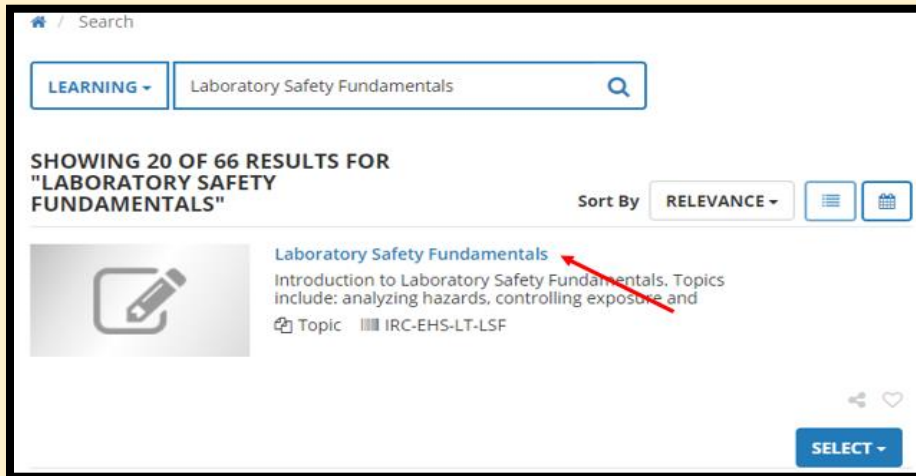 / Search
LEARNING
Laboratory Safety Fundamentals
SHOWING 20 OF 66 RESULTS FOR
"LABORATORY SAFETY
FUNDAMENTALS"
Sort By RELEVANCE
Laboratory Safety Fundamentals
Introduction to Laboratory Safety Fundamentals. Topics
include: analyzing hazards, controlling exposure and
Topic IRC-EHS-LT-LSF
SELECT